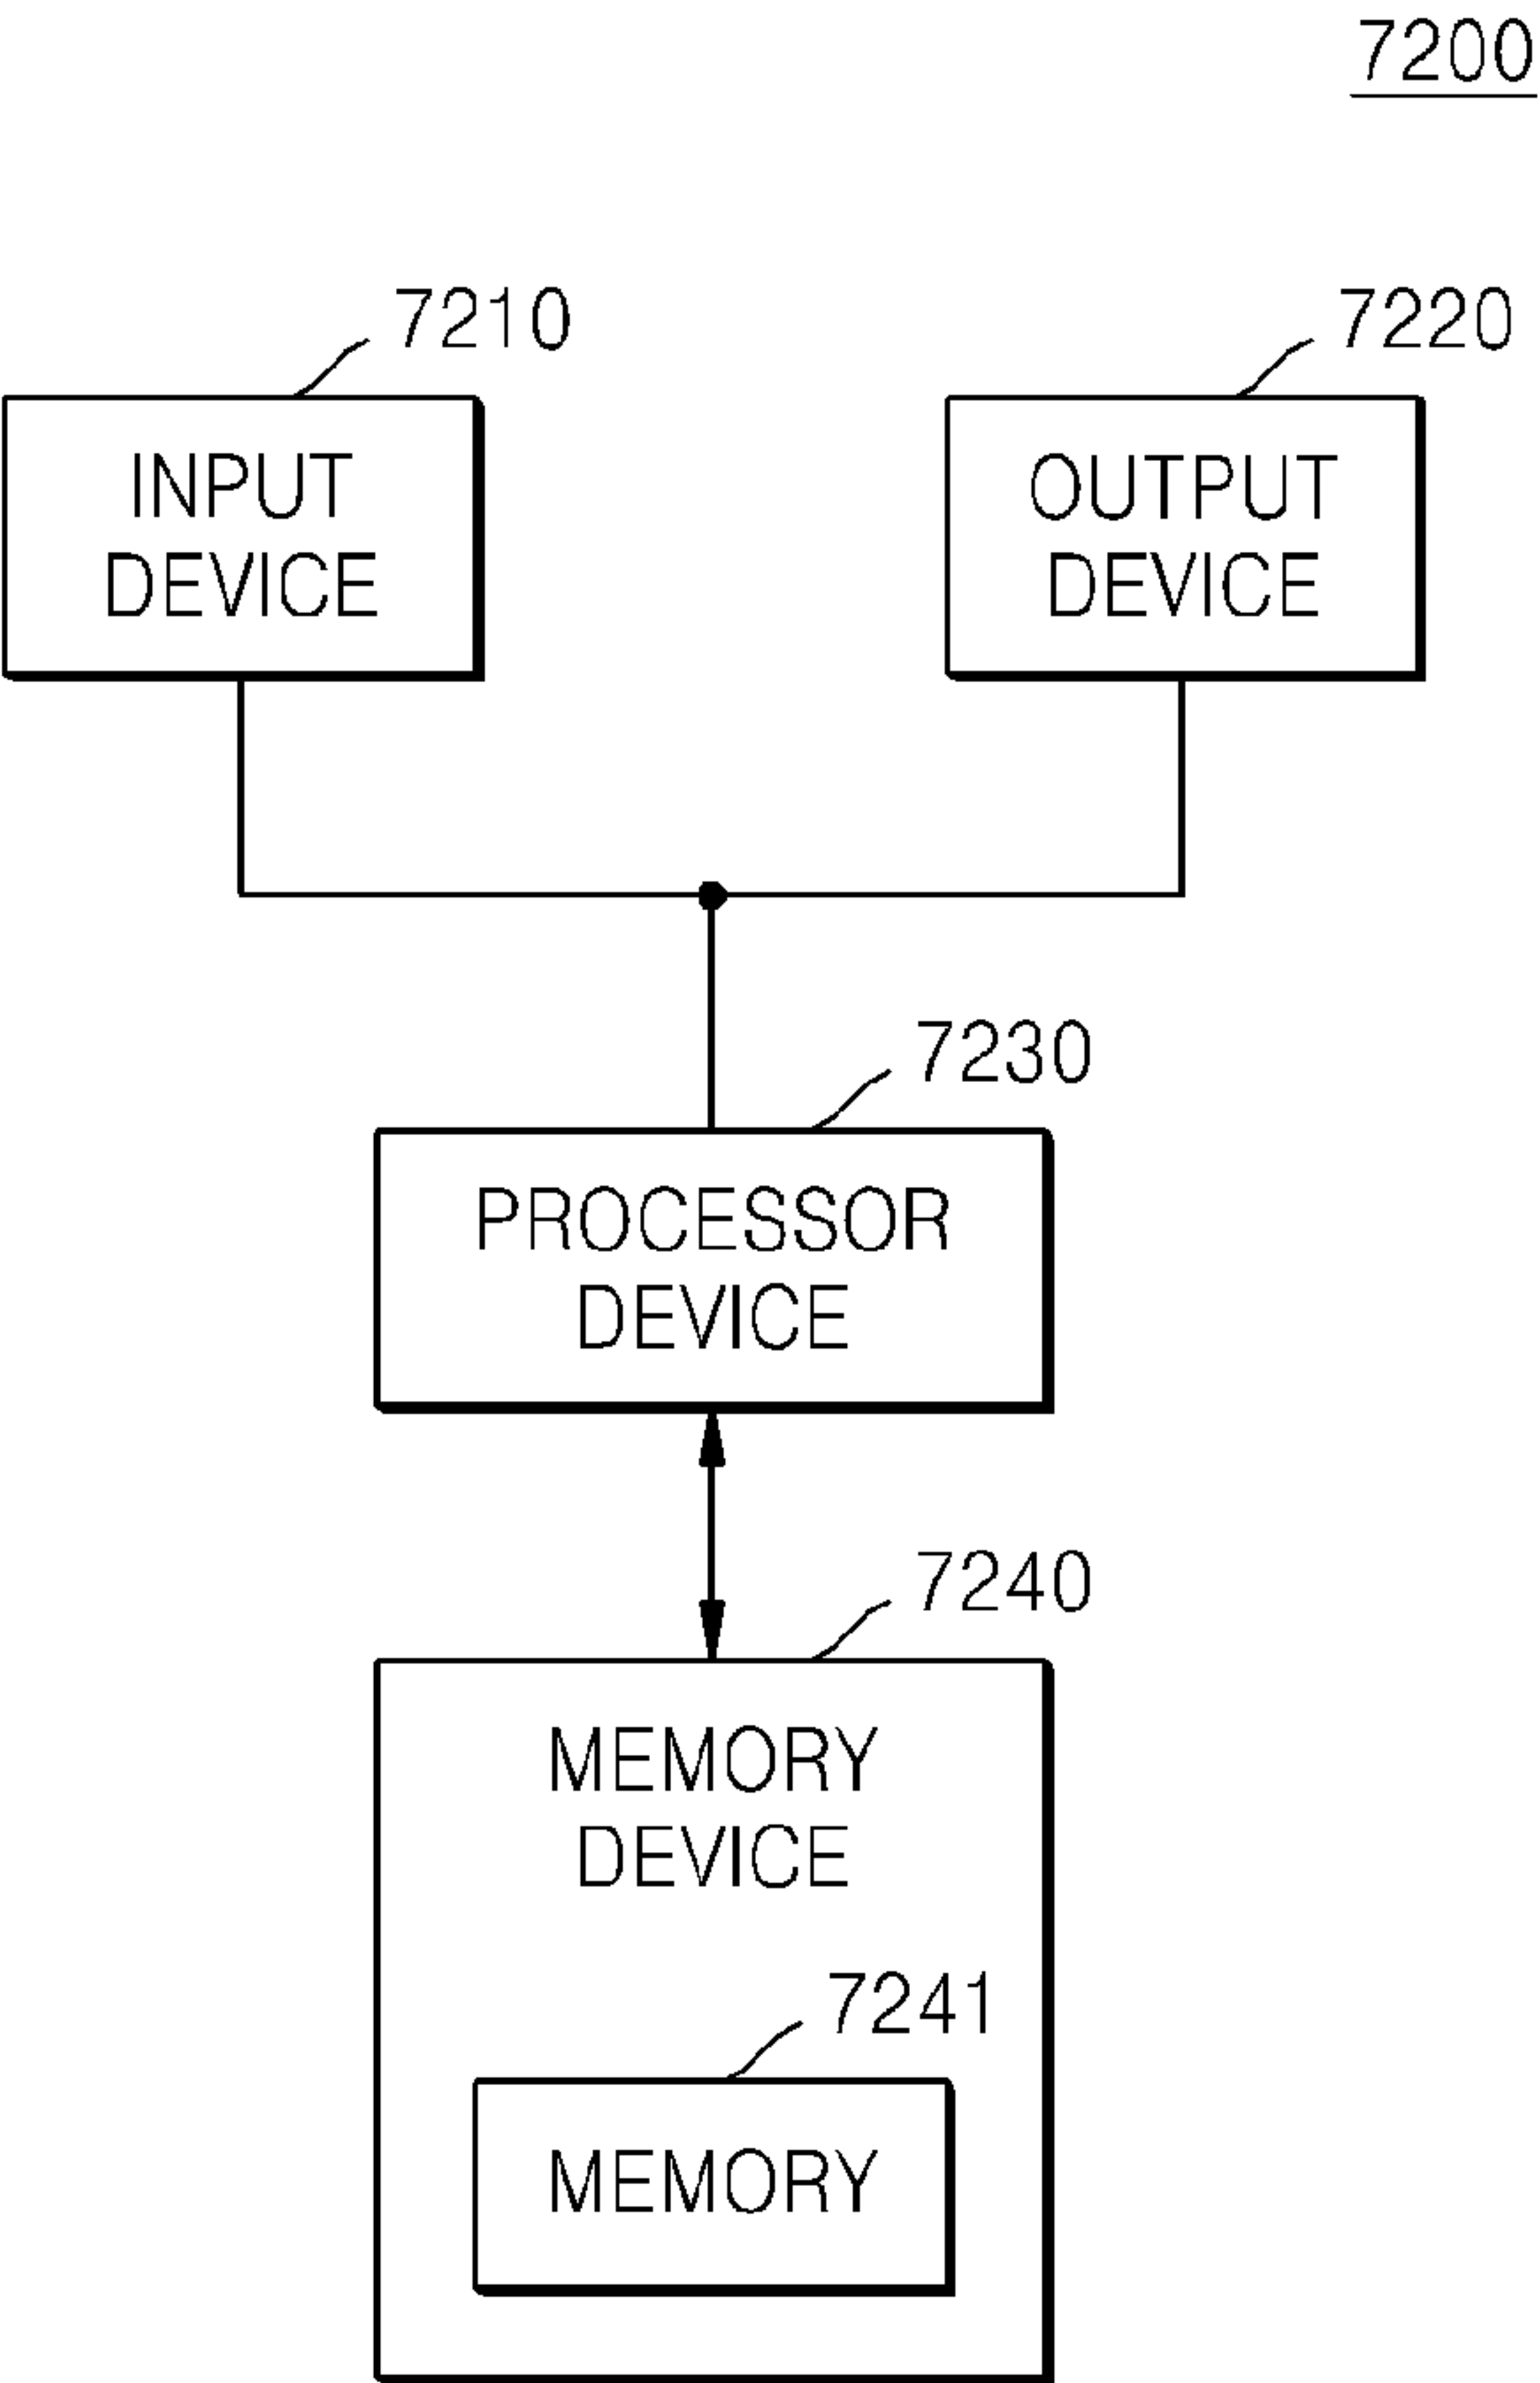 7200
7210
7220
INPUT
DEVICE
OUTPUT
DEVICE
7230
PROCESSOR
DEVICE
7240
MEMORY
DEVICE
7241
MEMORY